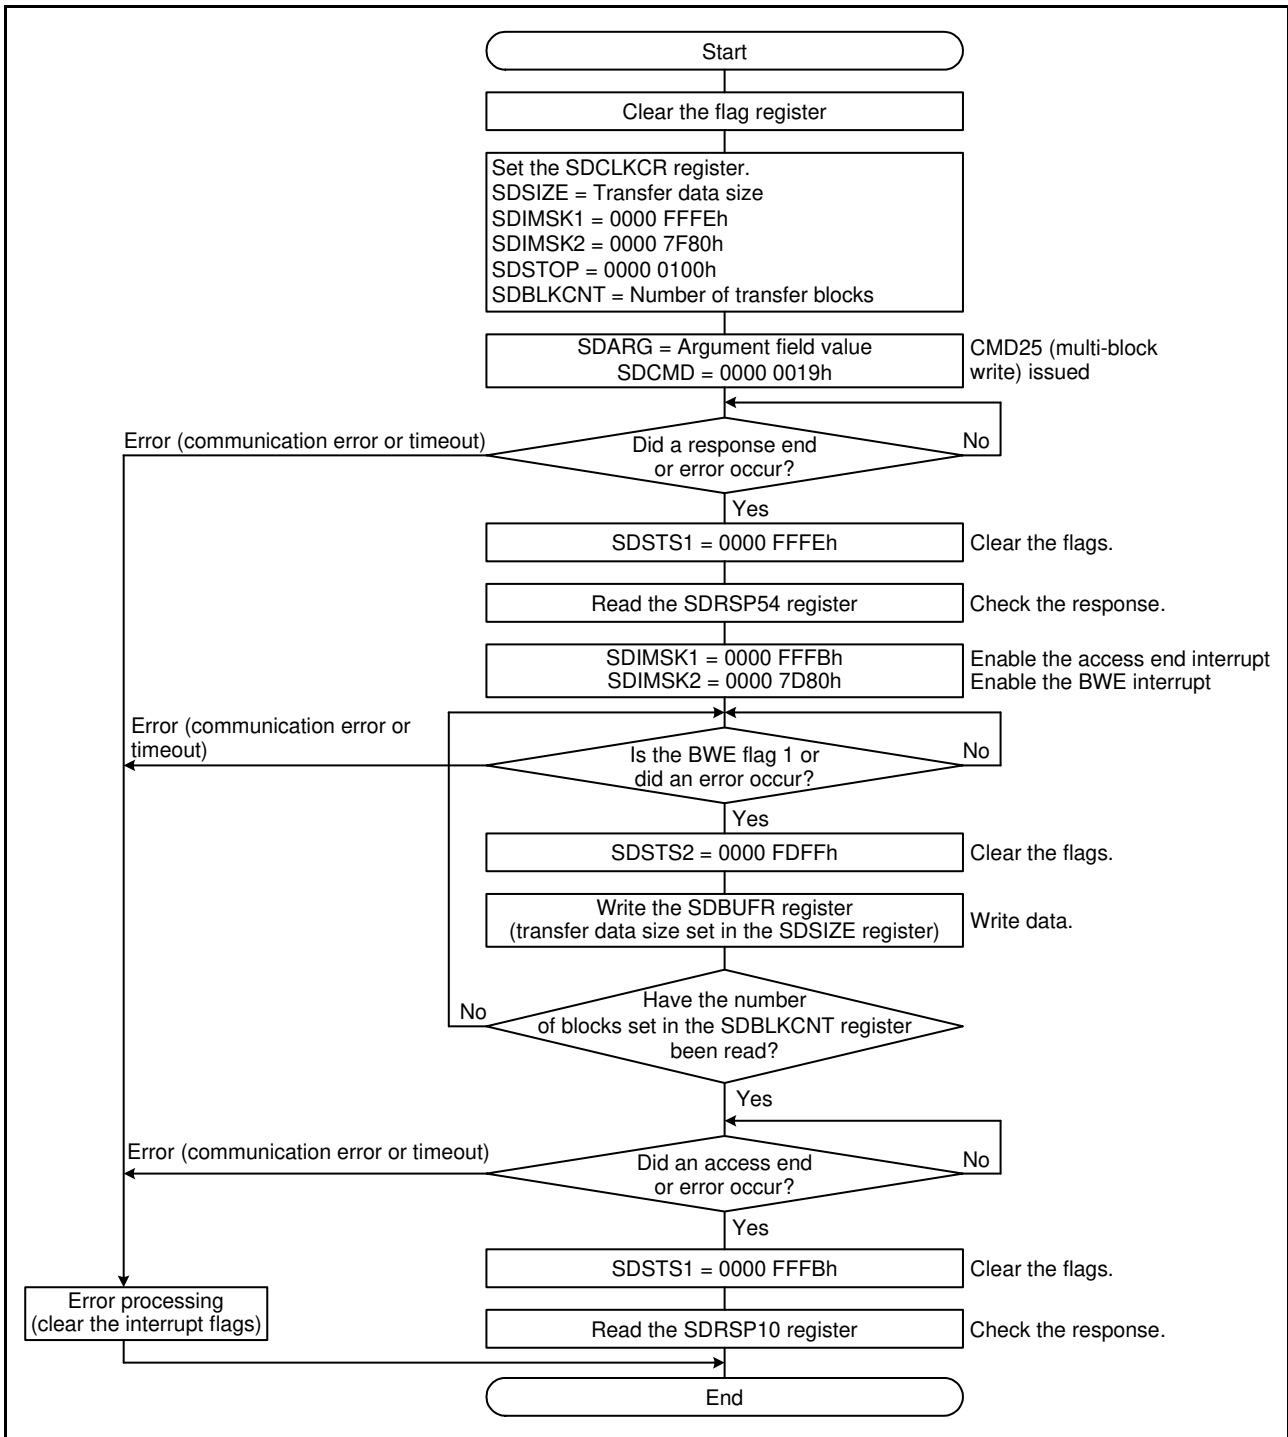 Start
Clear the flag register
Set the SDCLKCR register.
SDSIZE = Transfer data size
SDIMSK1 = 0000 FFFEh
SDIMSK2 = 0000 7F80h
SDSTOP = 0000 0100h
SDBLKCNT = Number of transfer blocks
SDARG = Argument field value
SDCMD = 0000 0019h
CMD25 (multi-block
write) issued
Error (communication error or timeout)
Did a response end
or error occur?
No
Yes
SDSTS1 = 0000 FFFEh
Clear the flags.
Read the SDRSP54 register
Check the response.
SDIMSK1 = 0000 FFFBh
SDIMSK2 = 0000 7D80h
Enable the access end interrupt
Enable the BWE interrupt
Error (communication error or
timeout)
Is the BWE flag 1 or
did an error occur?
No
Yes
SDSTS2 = 0000 FDFFh
Clear the flags.
Write the SDBUFR register
(transfer data size set in the SDSIZE register)
Write data.
Have the number
of blocks set in the SDBLKCNT register
been read?
No
Yes
Error (communication error or timeout)
Did an access end
or error occur?
No
Yes
SDSTS1 = 0000 FFFBh
Clear the flags.
Error processing
(clear the interrupt flags)
Read the SDRSP10 register
Check the response.
End